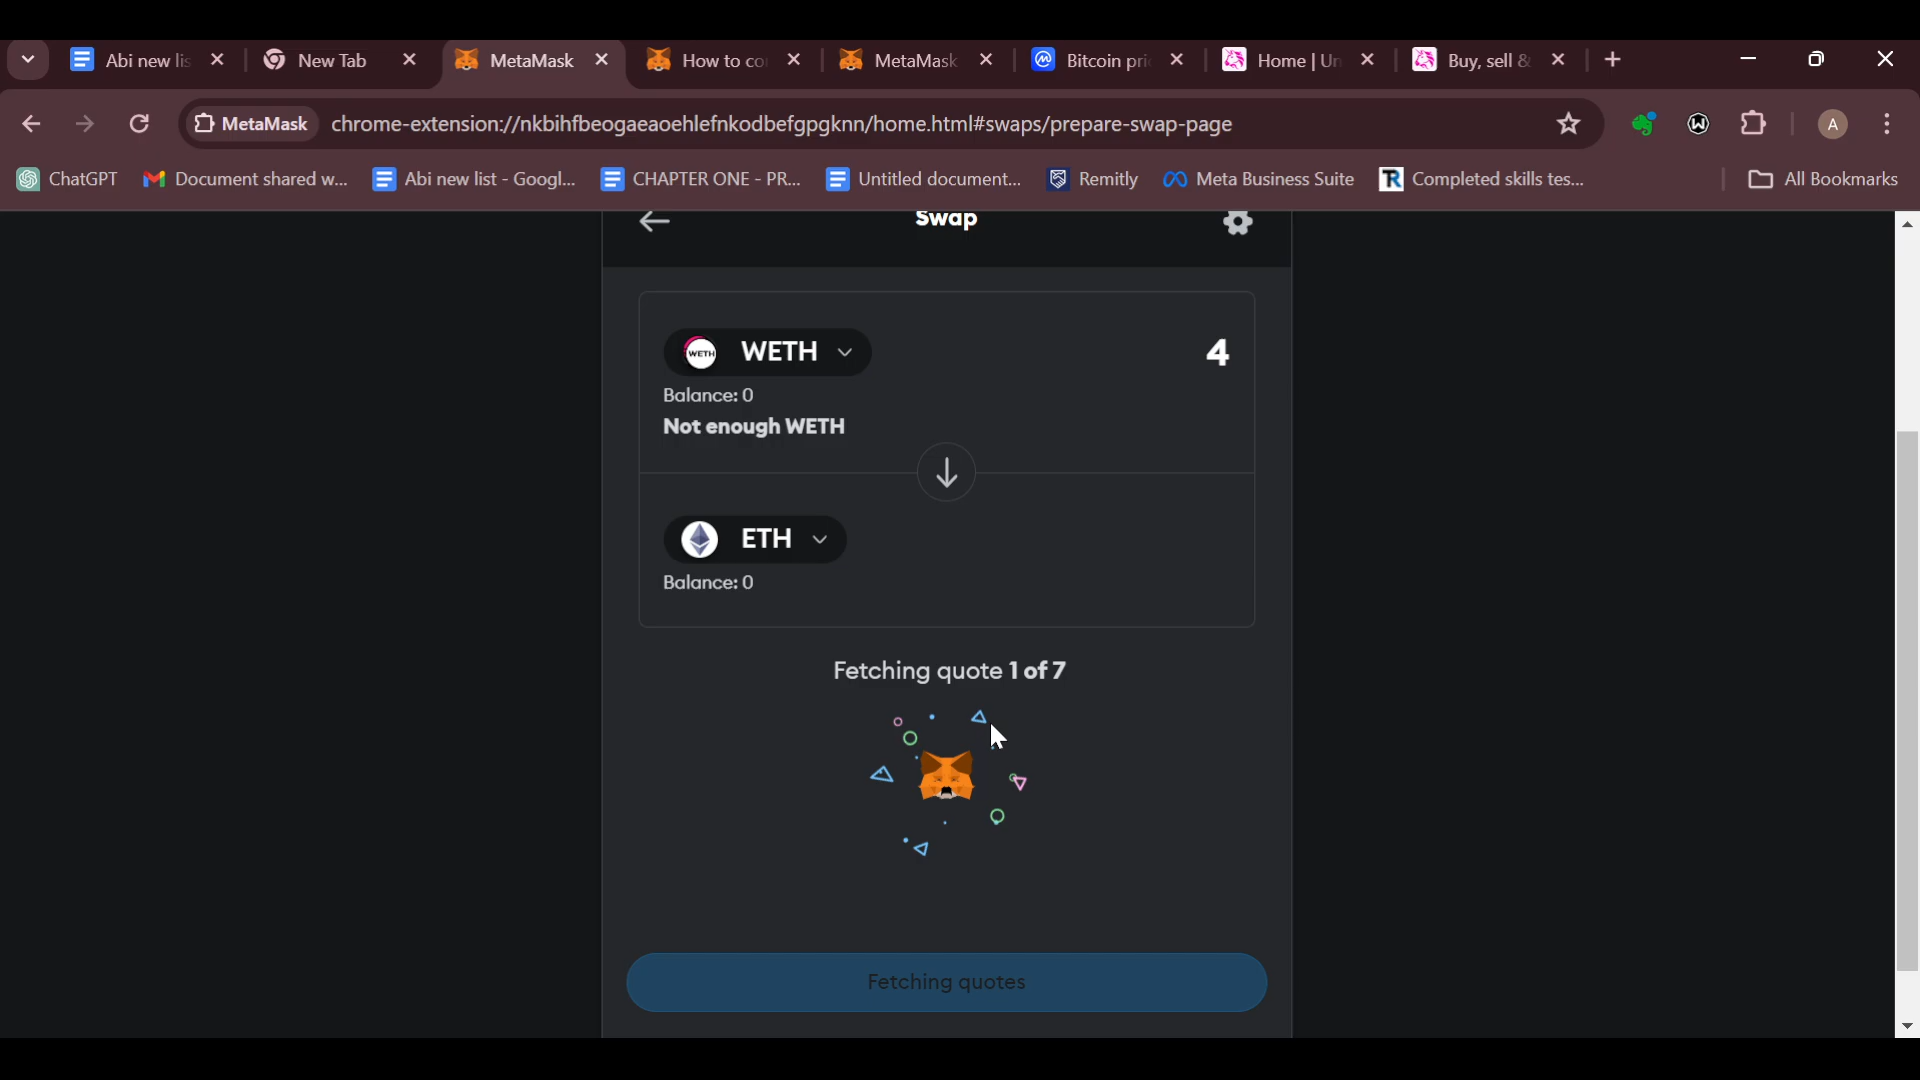 Abi new lis
New Tab
MetaMask
How to co
MetaMask
Bitcoin pri
Home | Un
Buy, sell &
MetaMask
chrome-extension://nkbihfbeogaeaoehlefnkodbefgpgknn/home.html#swaps/prepare-swap-page
A
ChatGPT
Document shared w...
Abi new list - Googl...
CHAPTER ONE - PR...
Untitled document...
Remitly
Meta Business Suite
Completed skills tes...
All Bookmarks
Swap
WETH
WETH
4
Balance: 0
Not enough WETH
ETH
Balance: 0
Fetching quote 1 of 7
Fetching quotes